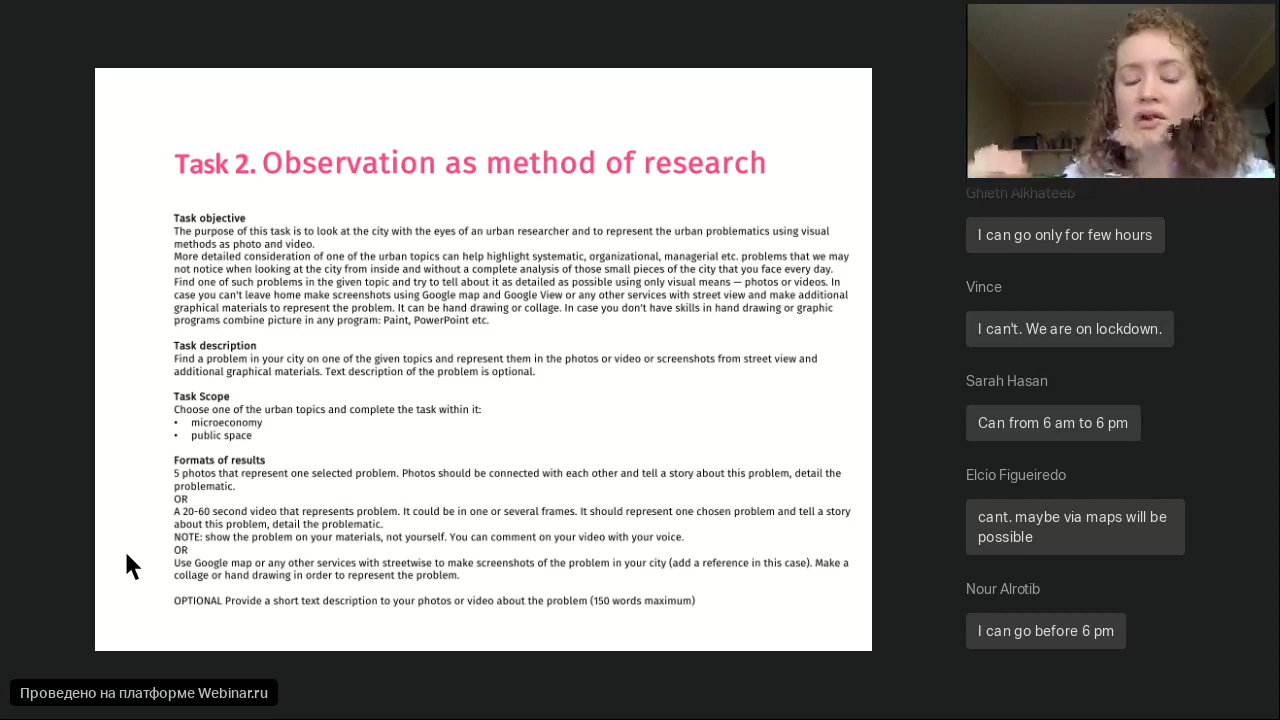 Task 2. Observation as method of research
Task objective
The purpose of this task is to look at the city with the eyes of an urban researcher and to represent the urban problematics using visual
methods as photo and video.
More detailed consideration of one of the urban topics can help highlight systematic, organizational, managerial etc. problems that we may
not notice when looking at the city from inside and without a complete analysis of those small pieces of the city that you face every day.
Find one of such problems in the given topic and try to tell about it as detailed as possible using only visual means — photos or videos. In
case you can't leave home make screenshots using Google map and Google View or any other services with street view and make additional
graphical materials to represent the problem. It can be hand drawing or collage. In case you don't have skills in hand drawing or graphic
programs combine picture in any program: Paint, PowerPoint etc.
Task description
Find a problem in your city on one of the given topics and represent them in the photos or video or screenshots from street view and
additional graphical materials. Text description of the problem is optional.
Task Scope
Choose one of the urban topics and complete the task within it:
• microeconomy
• public space
Formats of results
5 photos that represent one selected problem. Photos should be connected with each other and tell a story about this problem, detail the
problematic.
OR
A 20-60 second video that represents problem. It could be in one or several frames. It should represent one chosen problem and tell a story
about this problem, detail the problematic.
NOTE: show the problem on your materials, not yourself. You can comment on your video with your voice.
OR
Use Google map or any other services with streetwise to make screenshots of the problem in your city (add a reference in this case). Make a
collage or hand drawing in order to represent the problem.
OPTIONAL Provide a short text description to your photos or video about the problem (150 words maximum)
Ghieth Alkhateeb
I can go only for few hours
Vince
I can't. We are on lockdown.
Sarah Hasan
Can from 6 am to 6 pm
Elcio Figueiredo
cant. maybe via maps will be
possible
Nour Alrotib
I can go before 6 pm
Проведено на платформе Webinar.ru